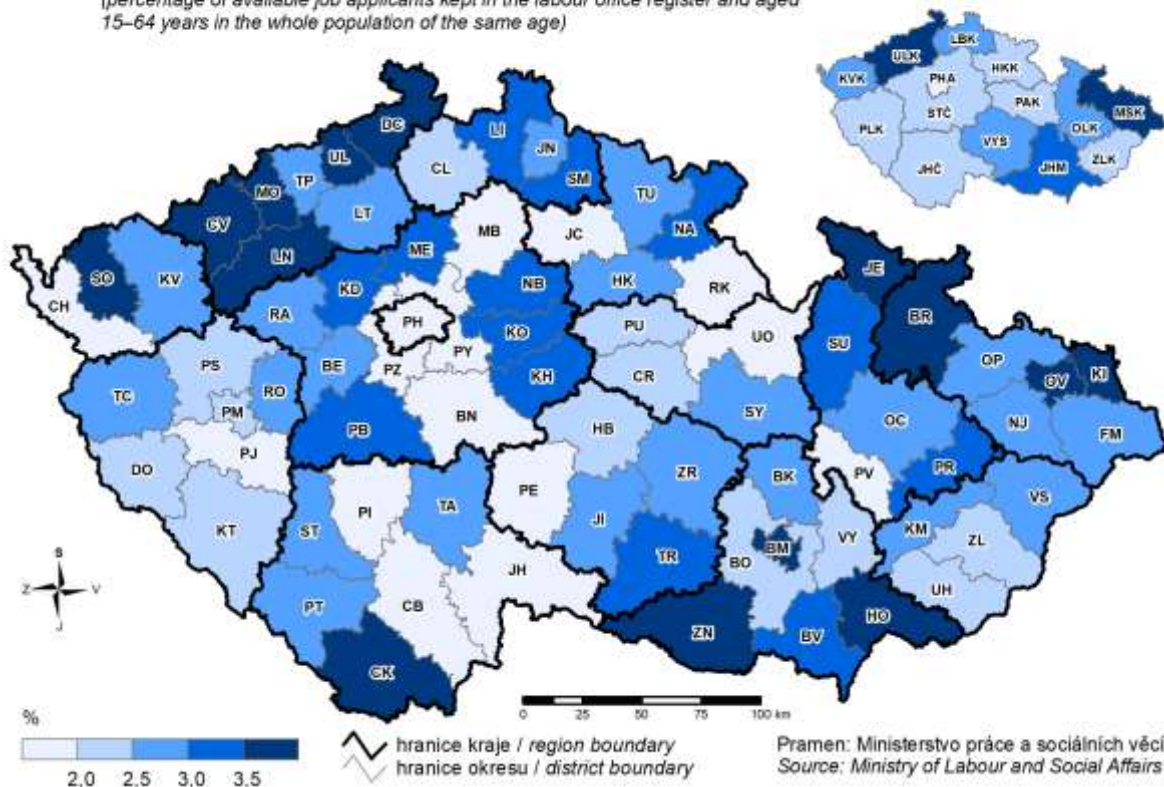 (percentage of available job applicants kept in the labour office register and aged
15–64 years in the whole population of the same age)
ULK
LBK
KVK
HKK
PHA
STČ
PAK
MSK
PLK
OLK
VYS
JHČ
JHM
ZLK
DC
LI
UL
JN
CL
SM
MO
TP
TU
CV
LT
LN
ME
MB
JC
NA
SO
KV
KD
NB
HK
RK
JE
CH
RA
PH
KO
PU
UO
SU
BR
PS
BE
PZ
PY
KH
OP
OV
KI
TC
RO
CR
PM
BN
SY
OC
NJ
FM
PB
HB
DO
PJ
PR
PE
ZR
BK
PV
VS
PI
TA
KT
ST
JI
KM
TR
BM
VY
ZL
BO
JH
UH
PT
CB
HO
ZN
BV
CK
S
Z
V
J
0 25 50 75 100 km
%
2,0 2,5 3,0 3,5
hranice kraje / region boundary
hranice okresu / district boundary
Pramen: Ministerstvo práce a sociálních věcí
Source: Ministry of Labour and Social Affairs